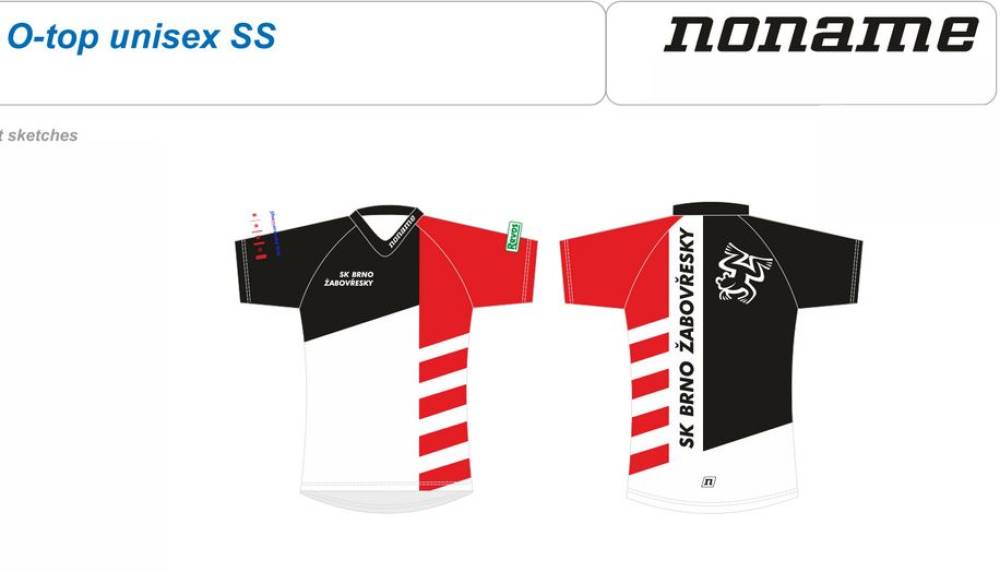 O-top unisex SS
noname
t sketches
noname
SK BRNO
ŽABOVŘESKY
Revos
SK BRNO ŽABOVŘESKY
n